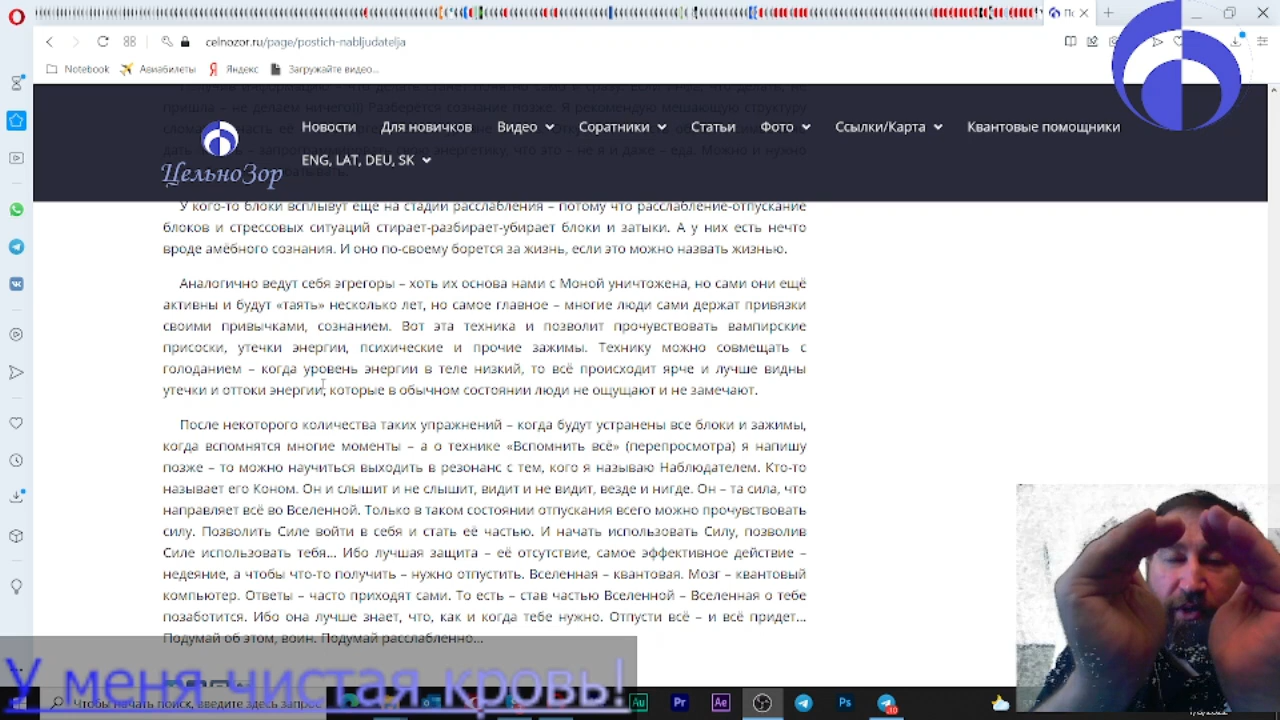 celnozor.ru/page/postich-nabljudatelja
Notebook
Авиабилеты
Яндекс
Загружайте видео...
Новости
Для новичков
Видео
Соратники
Статьи
Фото
Ссылки/Карта
Квантовые помощники
ENG, LAT, DEU, SK
ЦельноЗор
У кого-то блоки всплывут ещё на стадии расслабления – потому что расслабление-отпускание
блоков и стрессовых ситуаций стирает-разбирает-убирает блоки и затыки. А у них есть нечто
вроде амёбного сознания. И оно по-своему борется за жизнь, если это можно назвать жизнью.
Аналогично ведут себя эгрегоры – хоть их основа нами с Моной уничтожена, но сами они ещё
активны и будут «таять» несколько лет, но самое главное – многие люди сами держат привязки
своими привычками, сознанием. Вот эта техника и позволит прочувствовать вампирские
присоски, утечки энергии, психические и прочие зажимы. Технику можно совмещать с
голоданием – когда уровень энергии в теле низкий, то всё происходит ярче и лучше видны
утечки и оттоки энергии, которые в обычном состоянии люди не ощущают и не замечают.
После некоторого количества таких упражнений – когда будут устранены все блоки и зажимы,
когда вспомнятся многие моменты – а о технике «Вспомнить всё» (перепросмотра) я напишу
позже – то можно научиться выходить в резонанс с тем, кого я называю Наблюдателем. Кто-то
называет его Коном. Он и слышит и не слышит, видит и не видит, везде и нигде. Он – та сила, что
направляет всё во Вселенной. Только в таком состоянии отпускания всего можно прочувствовать
силу. Позволить Силе войти в себя и стать её частью. И начать использовать Силу, позволив
Силе использовать тебя... Ибо лучшая защита – её отсутствие, самое эффективное действие –
недеяние, а чтобы что-то получить – нужно отпустить. Вселенная – квантовая. Мозг – квантовый
компьютер. Ответы – часто приходят сами. То есть – став частью Вселенной – Вселенная о тебе
позаботится. Ибо она лучше знает, что, как и когда тебе нужно. Отпусти всё – и всё придет...
Подумай об этом, воин. Подумай расслабленно...
У меня чистая кровь!
Чтобы начать поиск, введите здесь запрос
Au
Pr
Ae
Ps